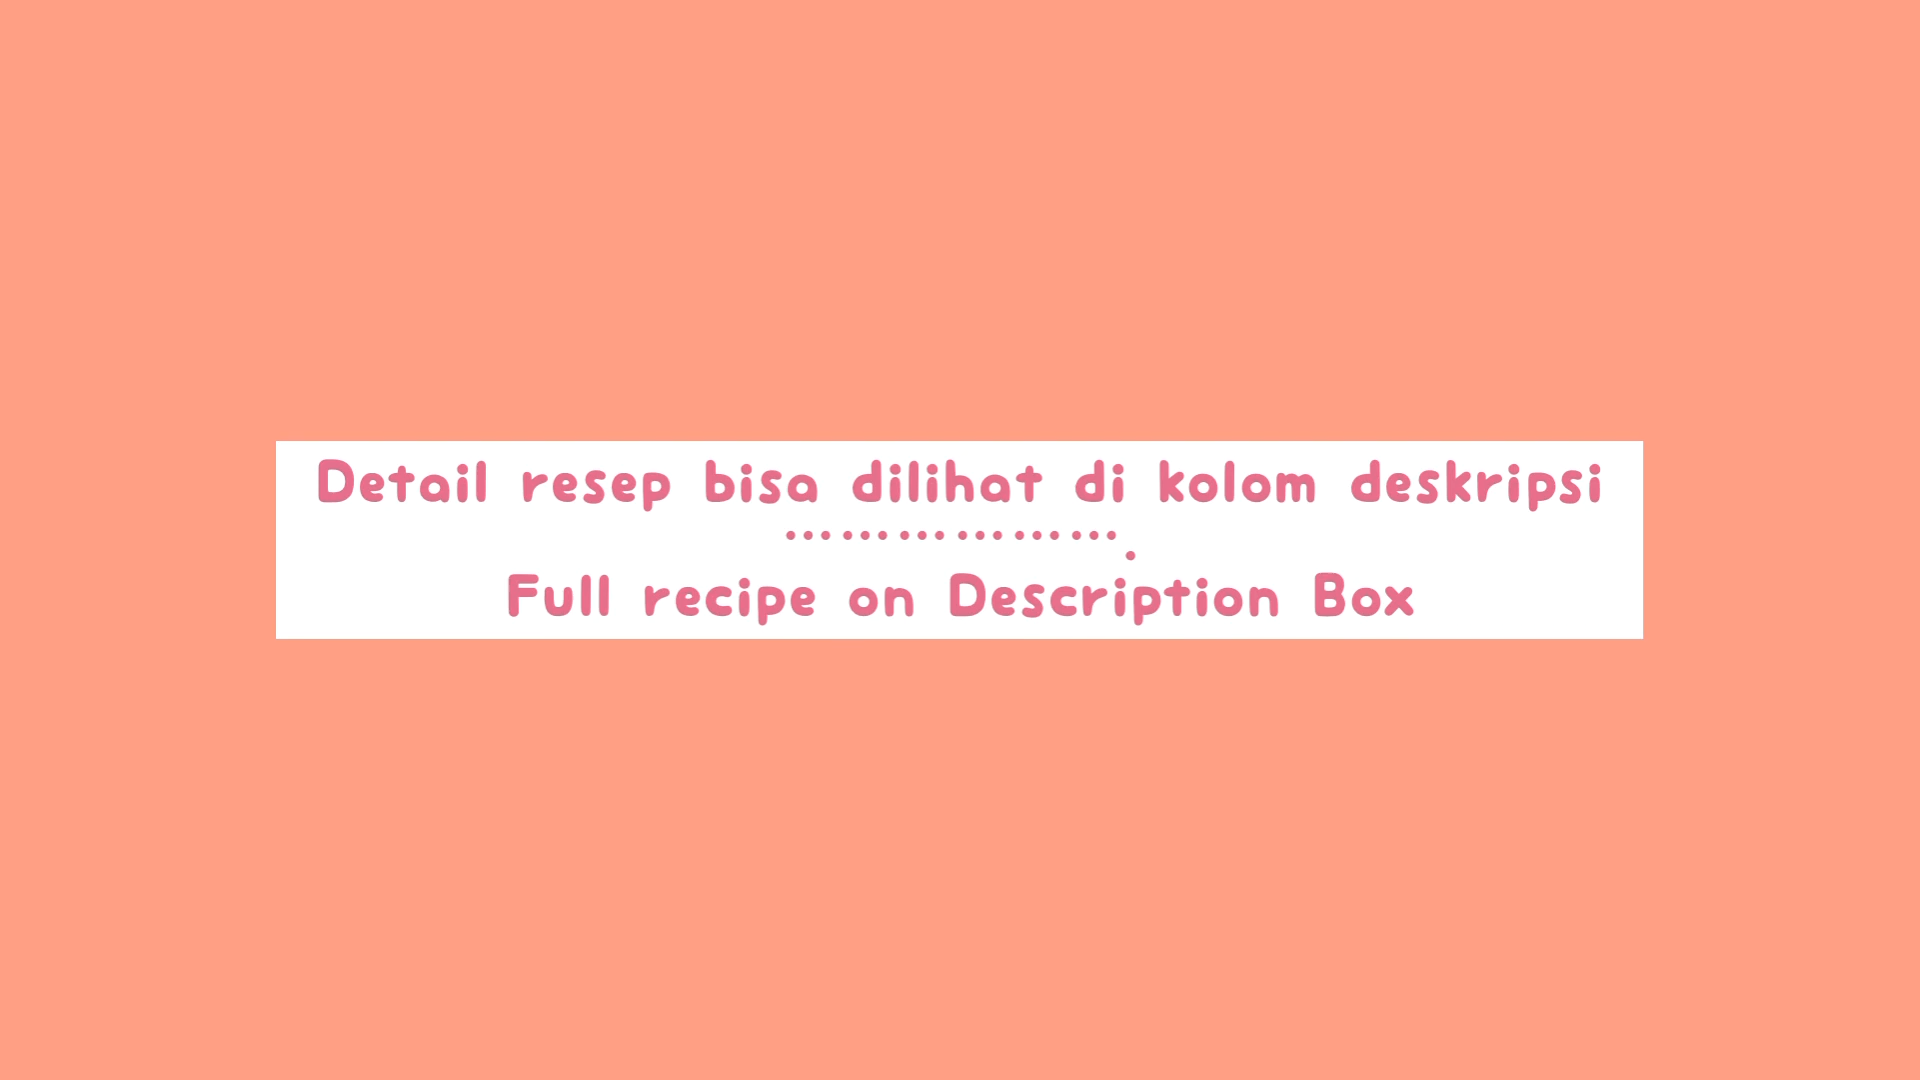 Detail resep bisa dilihat di kolom deskripsi
………………….
Full recipe on Description Box